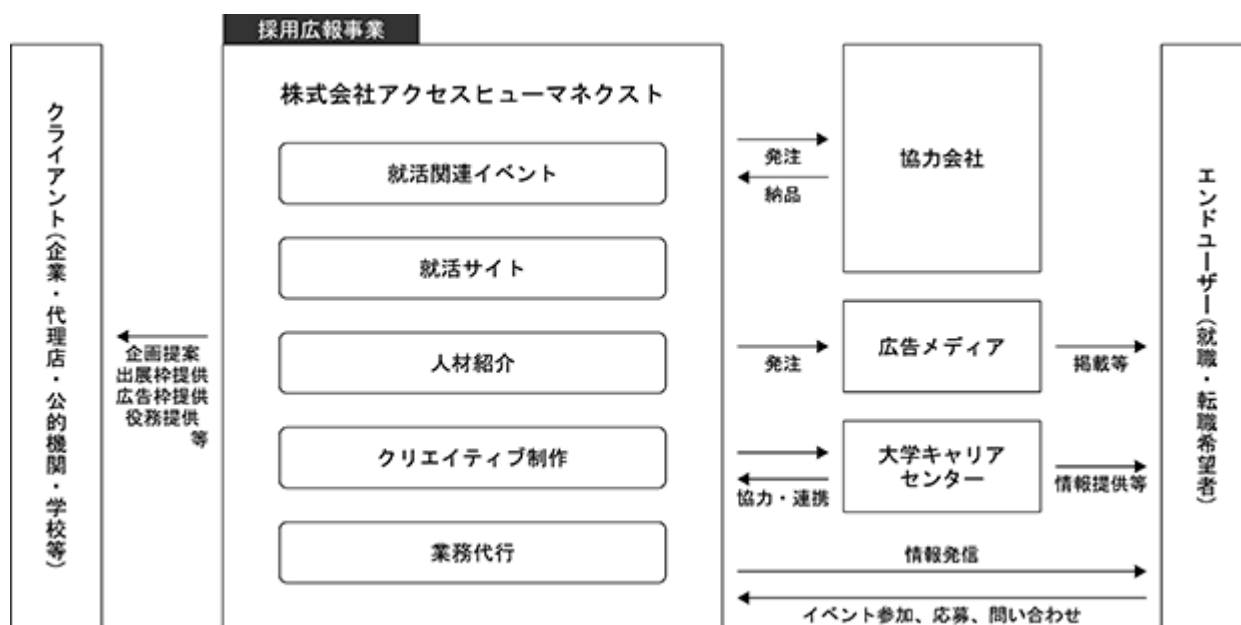 採用広報事業
クライアント(企業・代理店・公的機関・学校等)
企画提案
出展枠提供
広告枠提供
役務提供
等
株式会社アクセスヒューマネクスト
就活関連イベント
就活サイト
人材紹介
クリエイティブ制作
業務代行
発注
納品
協力会社
発注
広告メディア
掲載等
協力・連携
大学キャリア
センター
情報提供等
情報発信
イベント参加、応募、問い合わせ
エンドユーザー(就職・転職希望者)